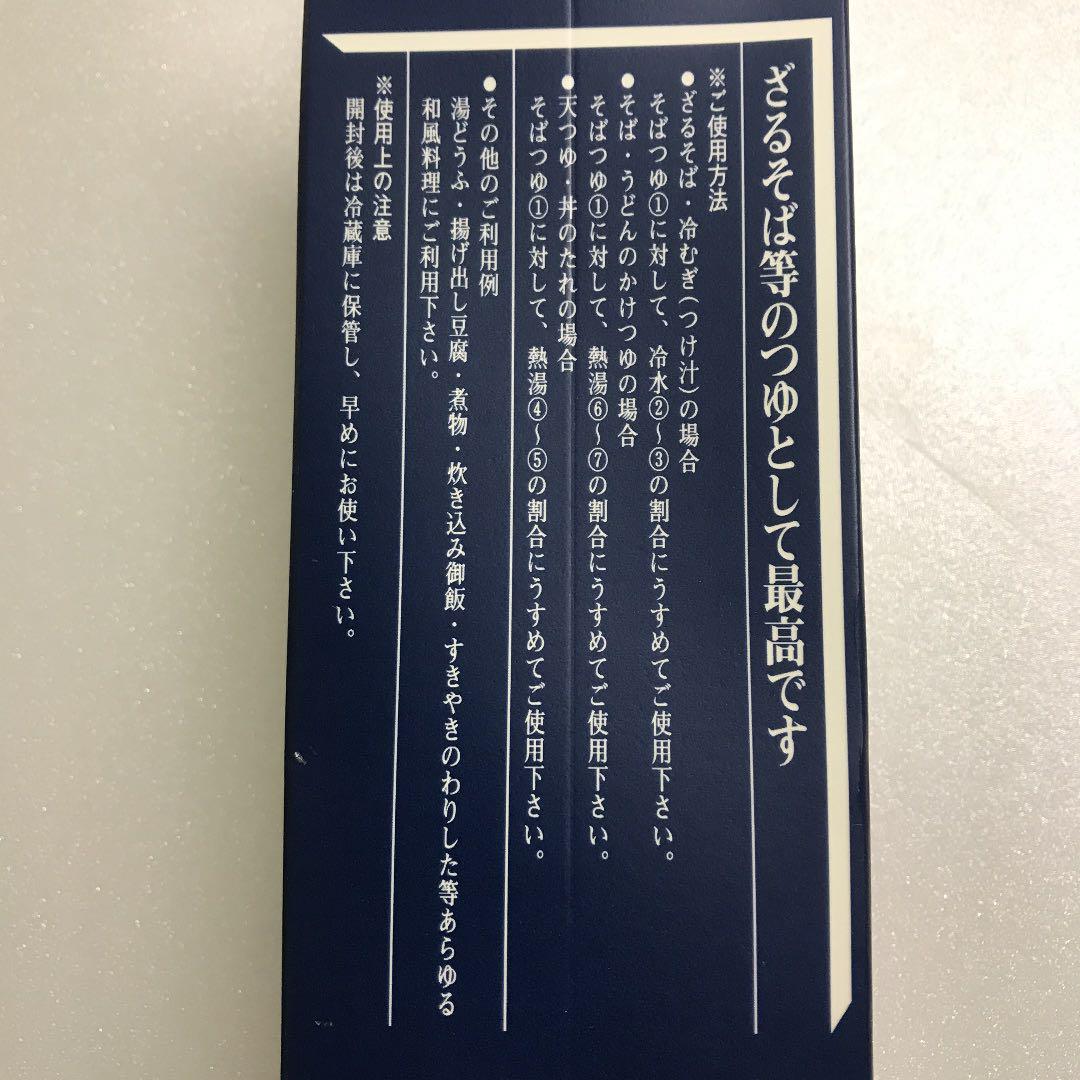 ざるそば等のつゆとして最高です
※ご使用方法
●ざるそば・冷むぎ(つけ汁)の場合
そばつゆ①に対して、冷水②〜③の割合にうすめてご使用下さい。
●そば・うどんのかけつゆの場合
そばつゆ①に対して、熱湯⑥〜⑦の割合にうすめてご使用下さい。
●天つゆ・丼のたれの場合
そばつゆ①に対して、熱湯④〜⑤の割合にうすめてご使用下さい。
●その他のご利用例
湯どうふ・揚げ出し豆腐・煮物・炊き込み御飯・すきやきのわりした等あらゆる
和風料理にご利用下さい。
※使用上の注意
開封後は冷蔵庫に保管し、早めにお使い下さい。